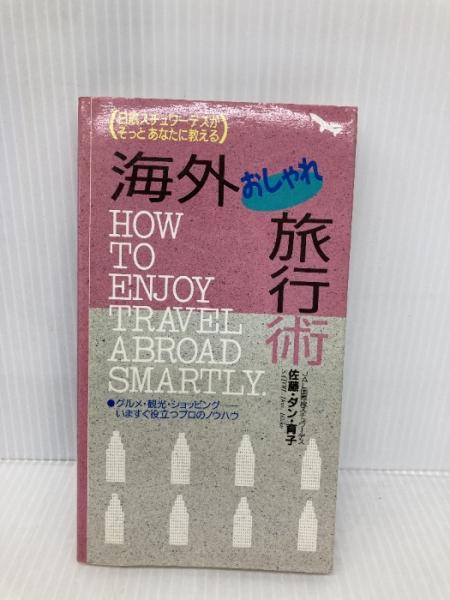 (日航スチュワーデスが
そっとあなたに教える)
海外
おしゃれ
旅行術
HOW
TO
ENJOY
TRAVEL
ABROAD
SMARTLY.
●グルメ・観光・ショッピング——
いますぐ役立つプロのノウハウ
佐藤・タン・育子